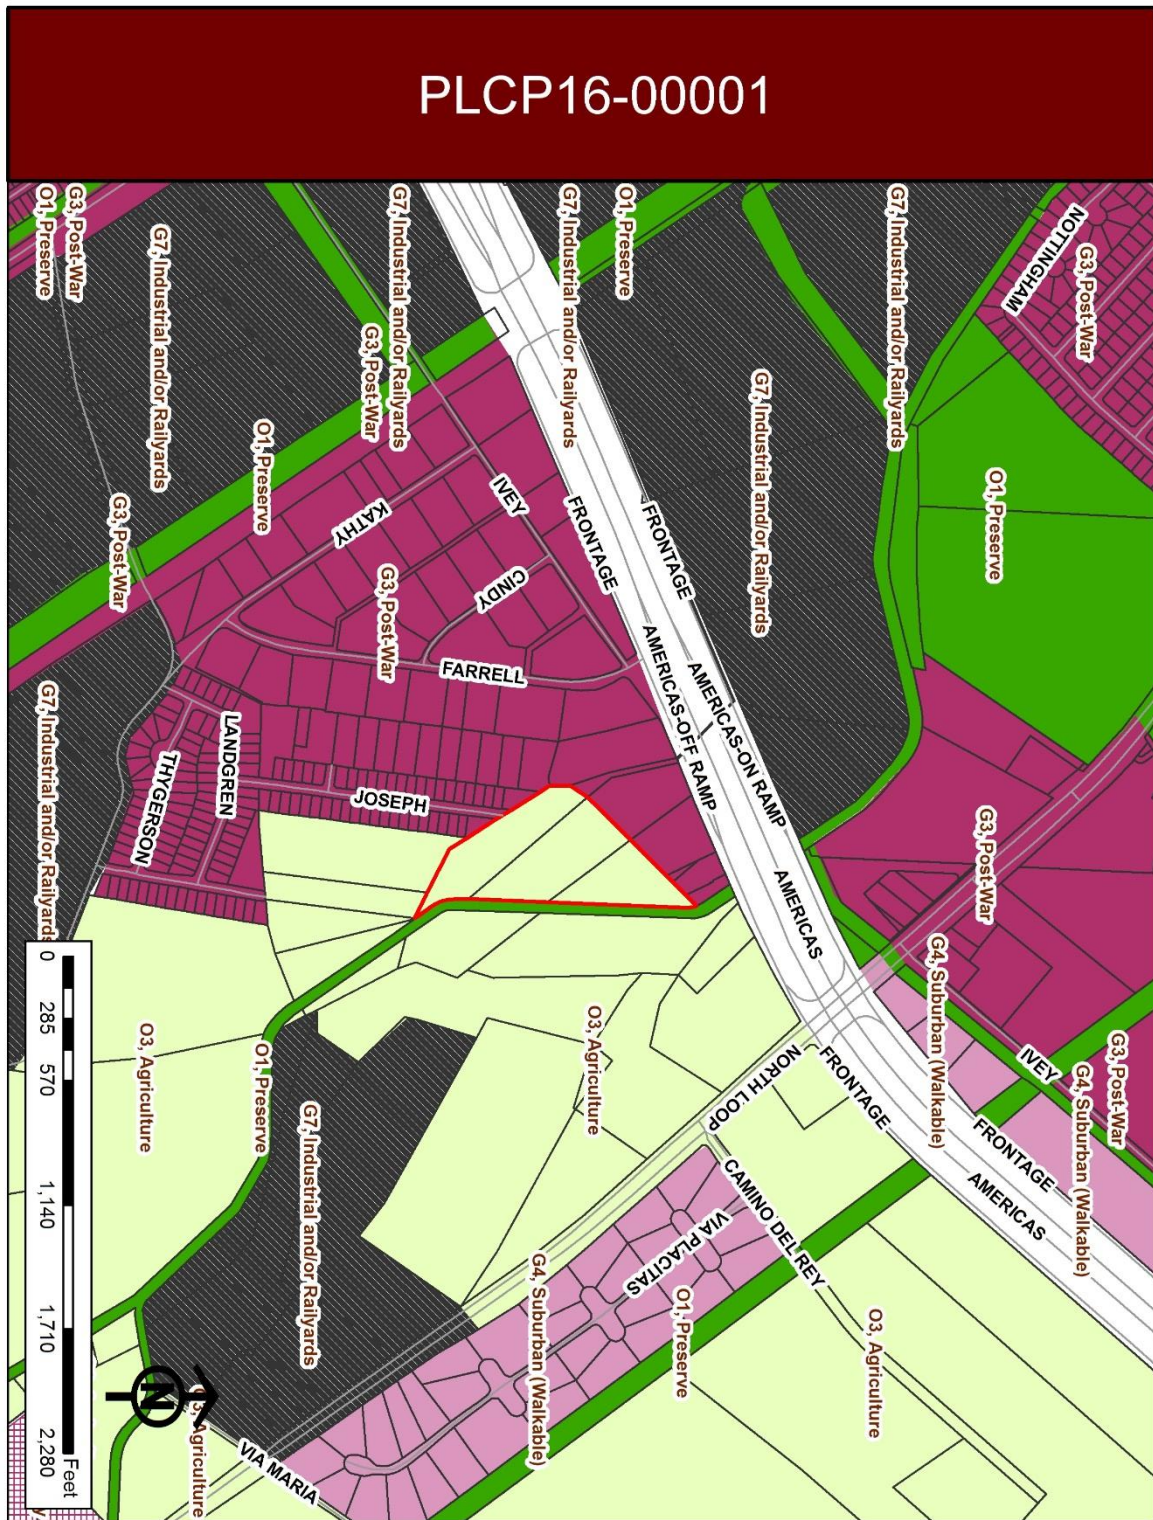 PLCP16-00001
G3, Post-War
O1, Preserve
G7, Industrial and/or Railyards
G7, Industrial and/or Railyards
G3, Post-War
G7, Industrial and/or Railyards
O1, Preserve
G7, Industrial and/or Railyards
NOTTINGHAM
G3, Post-War
G7, Industrial and/or Railyards
O1, Preserve
O1, Preserve
G3, Post-War
KATHY
IVEY
FRONTAGE
FRONTAGE
CINDY
G3, Post-War
FARRELL
AMERICAS-OFF RAMP
AMERICAS-ON RAMP
G7, Industrial and/or Railyards
LANDGREN
THYGERSON
JOSEPH
AMERICAS
G3, Post-War
G4, Suburban (Walkable)
IVEY
G3, Post-War
G4, Suburban (Walkable)
O3, Agriculture
O1, Preserve
O3, Agriculture
NORTH LOOP
FRONTAGE
FRONTAGE
AMERICAS
G7, Industrial and/or Railyards
CAMINO DEL REY
VIA PLACITAS
G4, Suburban (Walkable)
O1, Preserve
O3, Agriculture
O3, Agriculture
VIA MARIA
N
0 285 570 1,140 1,710 2,280
Feet